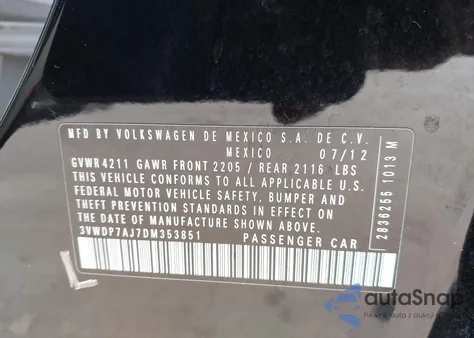 MFD BY VOLKSWAGEN DE MEXICO S.A. DE C.V.
MEXICO 07/12
GVWR 4211 GAWR FRONT 2205 / REAR 2116 LBS
THIS VEHICLE CONFORMS TO ALL APPLICABLE
FEDERAL MOTOR VEHICLE SAFETY, BUMPER AND
THEFT PREVENTION STANDARDS IN EFFECT ON
THE DATE OF MANUFACTURE SHOWN ABOVE.
3VWDP7AJ7DM353851 PASSENGER CAR
2836255 1013 M
autoSnap